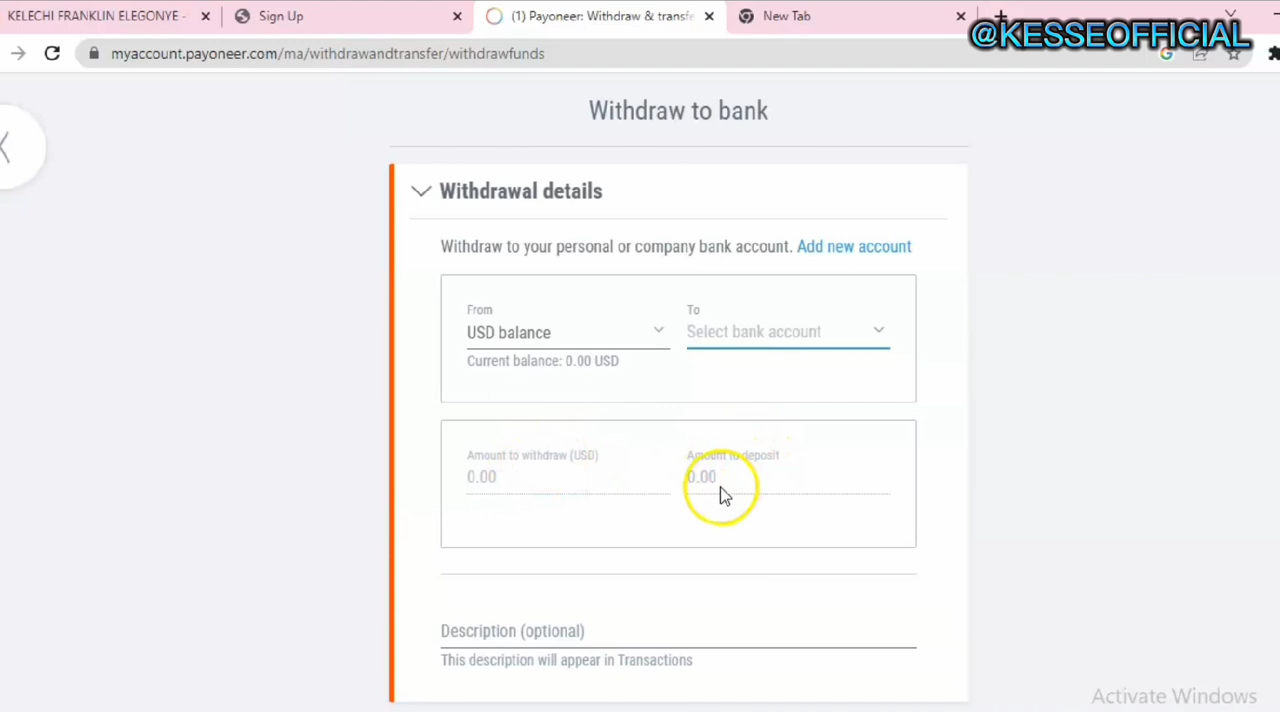 KELECHI FRANKLIN ELEGONYE -
Sign Up
(1) Payoneer: Withdraw & transfe
New Tab
@KESSEOFFICIAL
myaccount.payoneer.com/ma/withdrawandtransfer/withdrawfunds
Withdraw to bank
Withdrawal details
Withdraw to your personal or company bank account. Add new account
From
To
USD balance
Select bank account
Current balance: 0.00 USD
Amount to withdraw (USD)
Amount to deposit
0.00
0.00
Description (optional)
This description will appear in Transactions
Activate Windows